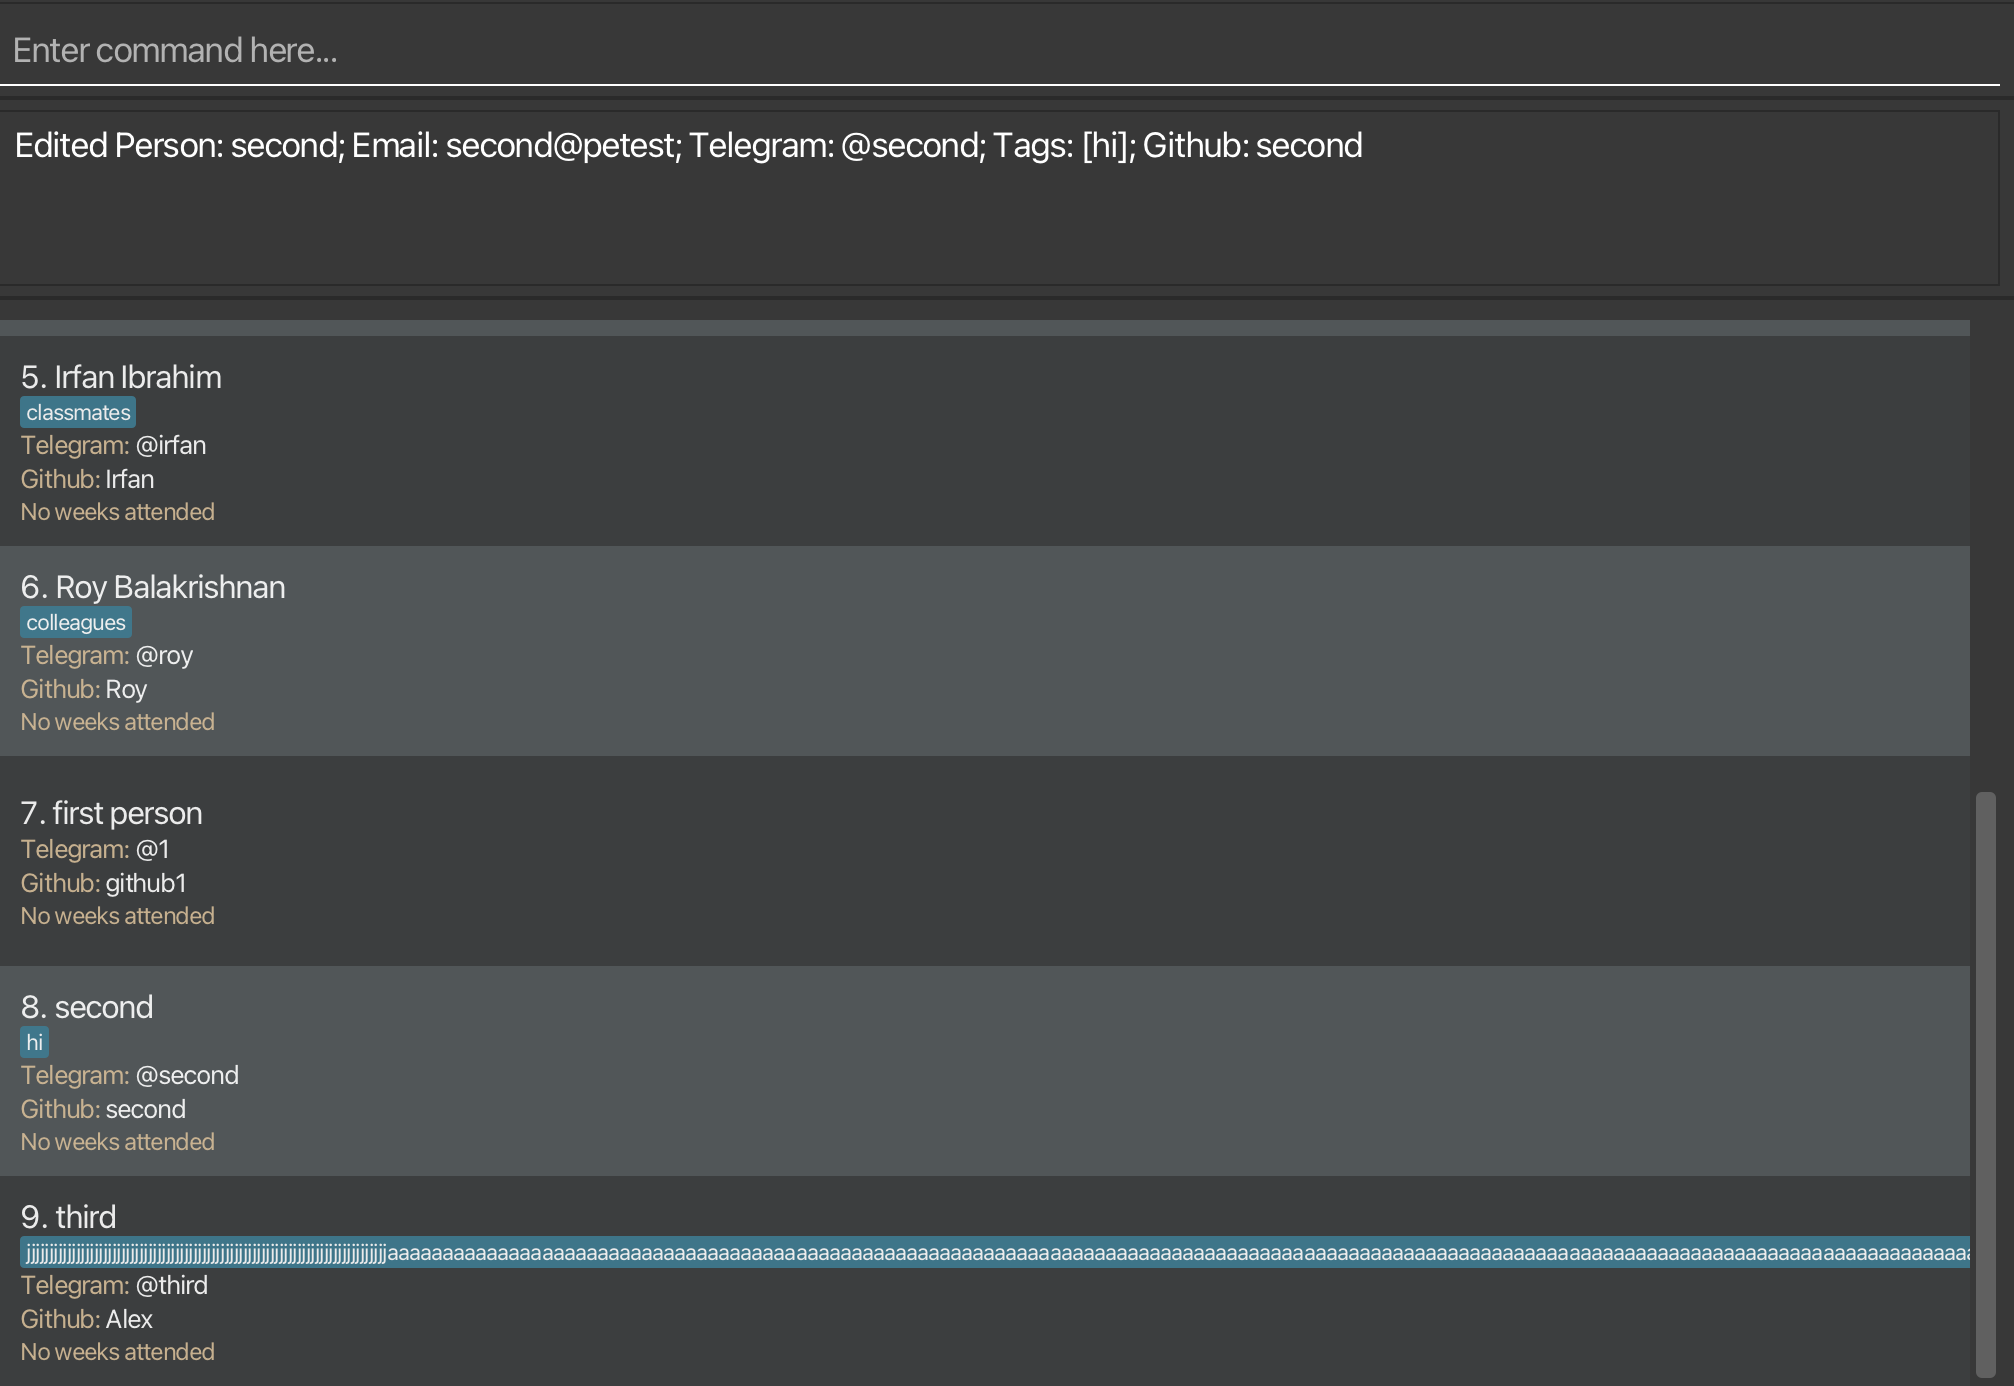 Enter command here...
Edited Person: second; Email: second@petest; Telegram: @second; Tags: [hi]; Github: second
5. Irfan Ibrahim
classmates
Telegram: @irfan
Github: Irfan
No weeks attended
6. Roy Balakrishnan
colleagues
Telegram: @roy
Github: Roy
No weeks attended
7. first person
Telegram: @1
Github: github1
No weeks attended
8. second
hi
Telegram: @second
Github: second
No weeks attended
9. third
Telegram: @third
Github: Alex
No weeks attended